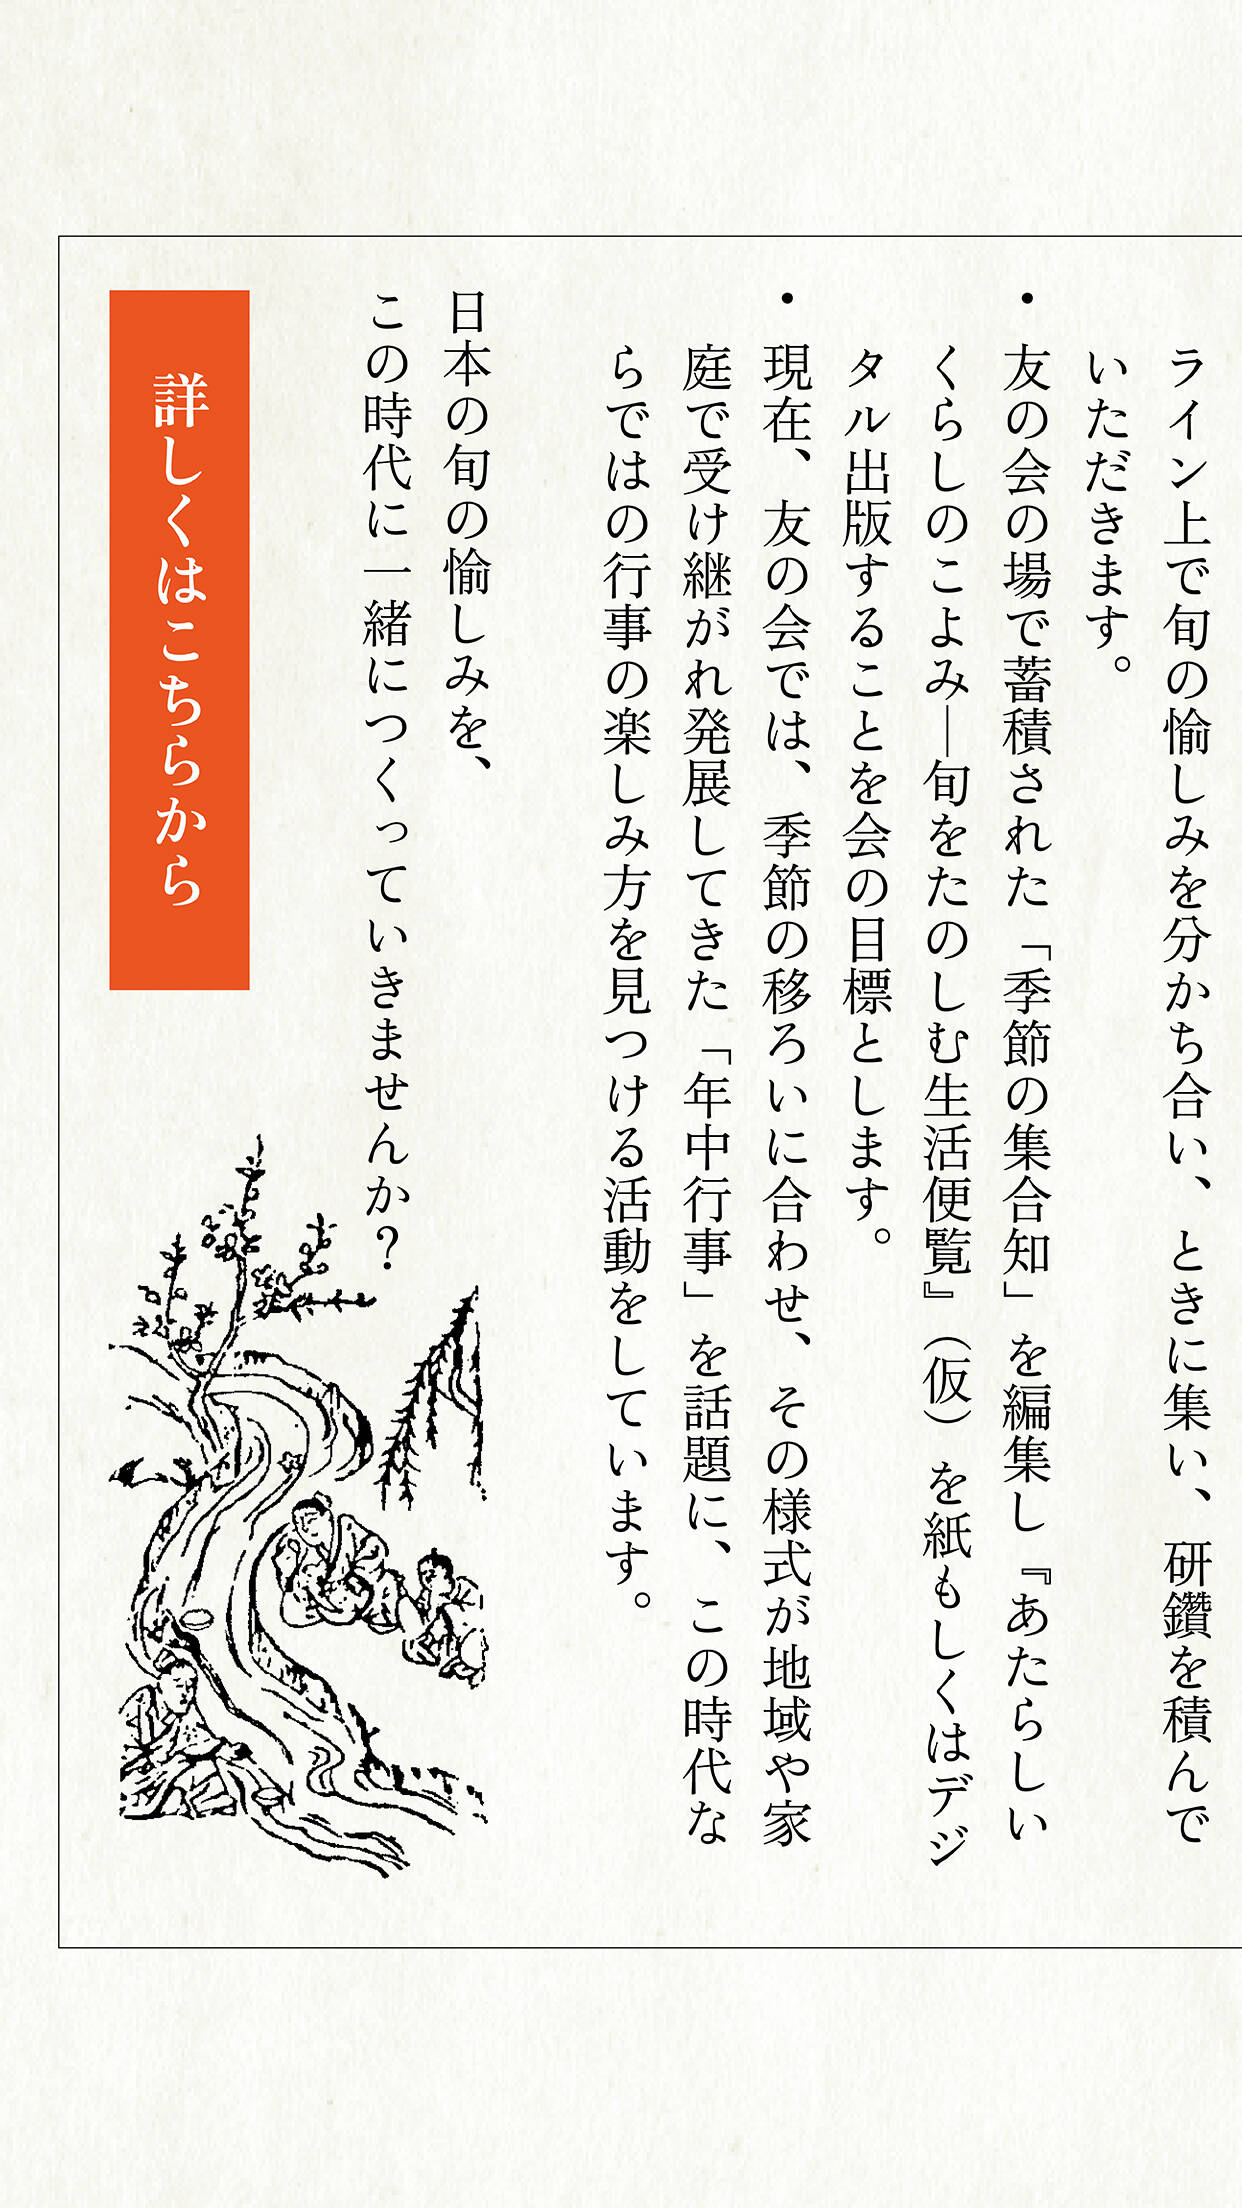 ライン上で旬の愉しみを分かち合い、ときに集い、研鑽を積んで
いただきます。
・友の会の場で蓄積された「季節の集合知」を編集し『あたらしい
くらしのこよみ―旬をたのしむ生活便覧』（仮）を紙もしくはデジ
タル出版することを会の目標とします。
・現在、友の会では、季節の移ろいに合わせ、その様式が地域や家
庭で受け継がれ発展してきた「年中行事」を話題に、この時代な
らではの行事の楽しみ方を見つける活動をしています。
日本の旬の愉しみを、
この時代に一緒につくっていきませんか？
詳しくはこちらから